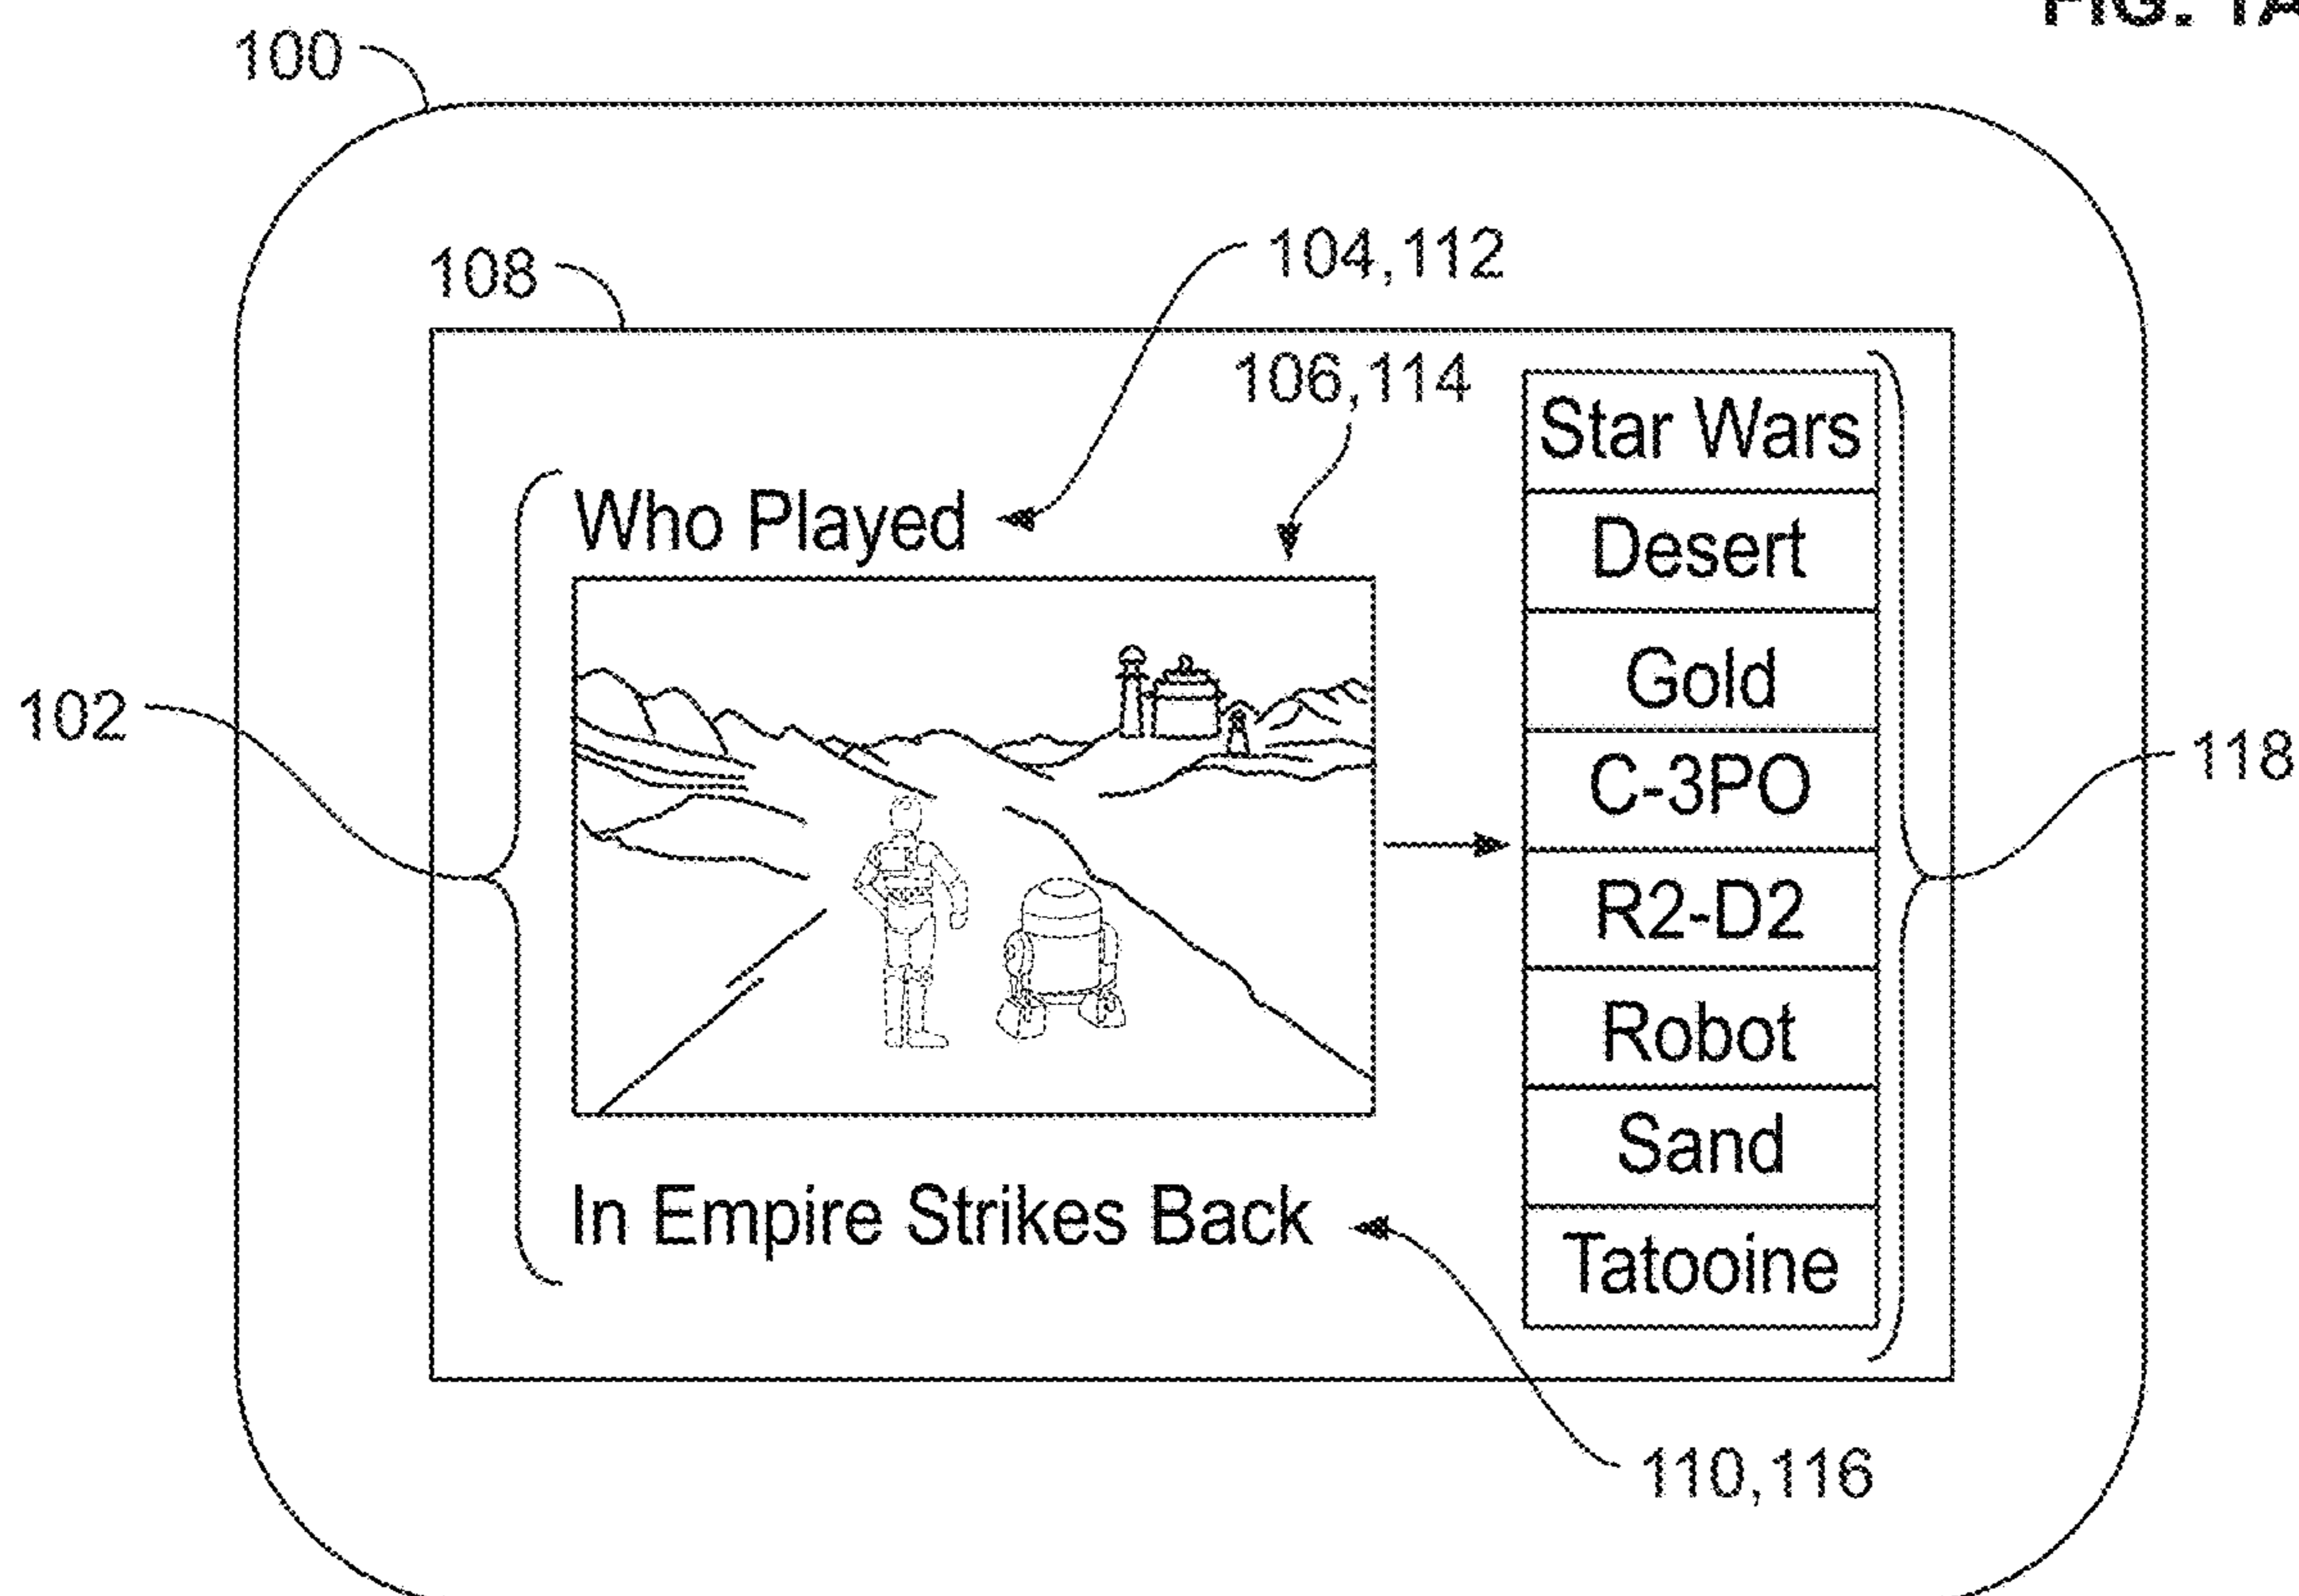 FIG. 1A
100
108
104,112
106,114
Who Played
In Empire Strikes Back
102
Star Wars
Desert
Gold
C-3PO
R2-D2
Robot
Sand
Tatooine
118
110,116